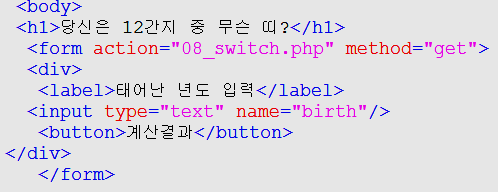 <body>
<h1>당신은 12간지 중 무슨 띠?</h1>
<form action="08_switch.php" method="get">
<div>
<label>태어난 년도 입력</label>
<input type="text" name="birth"/>
<button>계산결과</button>
</div>
</form>